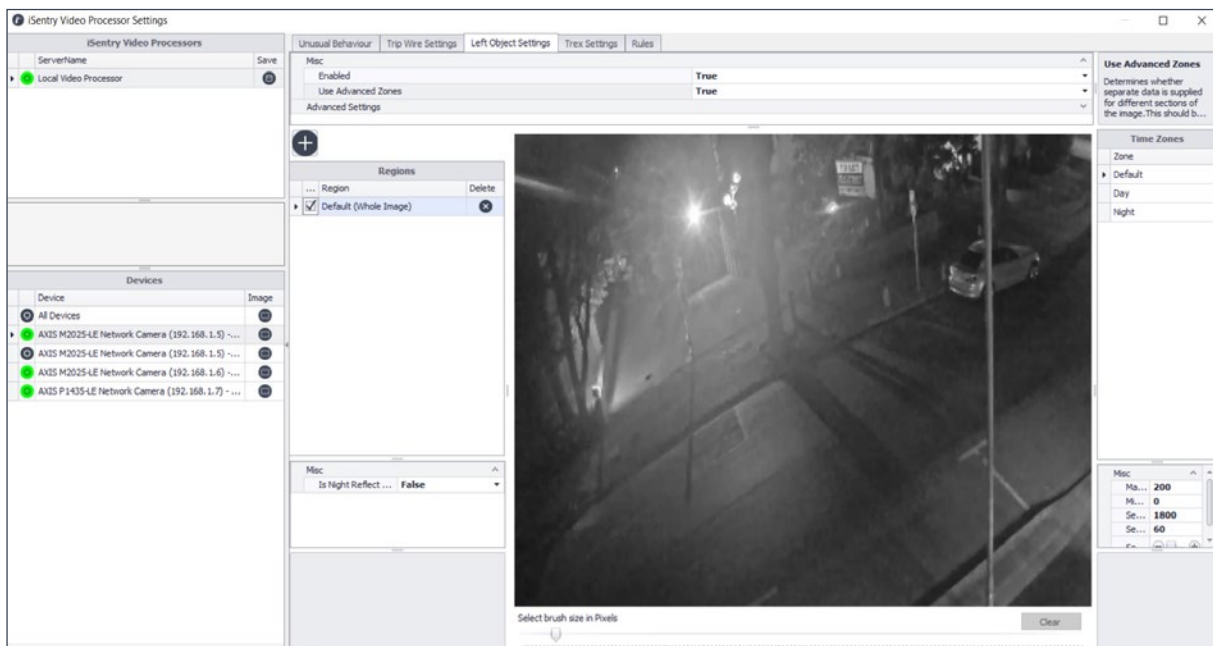 iSentry Video Processor Settings
iSentry Video Processors
ServerName Save
Local Video Processor
Devices
Device Image
All Devices
AXIS M2025-LE Network Camera (192.168.1.5) -...
AXIS M2025-LE Network Camera (192.168.1.5) -...
AXIS M2025-LE Network Camera (192.168.1.6) -...
AXIS P1435-LE Network Camera (192.168.1.7) - ...
Unusual Behaviour Trip Wire Settings Left Object Settings Trex Settings Rules
Misc
Enabled True
Use Advanced Zones True
Advanced Settings
Regions
... Region Delete
Default (Whole Image)
Misc
Is Night Reflect ... False
Select brush size in Pixels
Clear
Use Advanced Zones
Determines whether
separate data is supplied
for different sections of
the image.This should b...
Time Zones
Zone
Default
Day
Night
Misc
Ma... 200
Mi... 0
Se... 1800
Se... 60